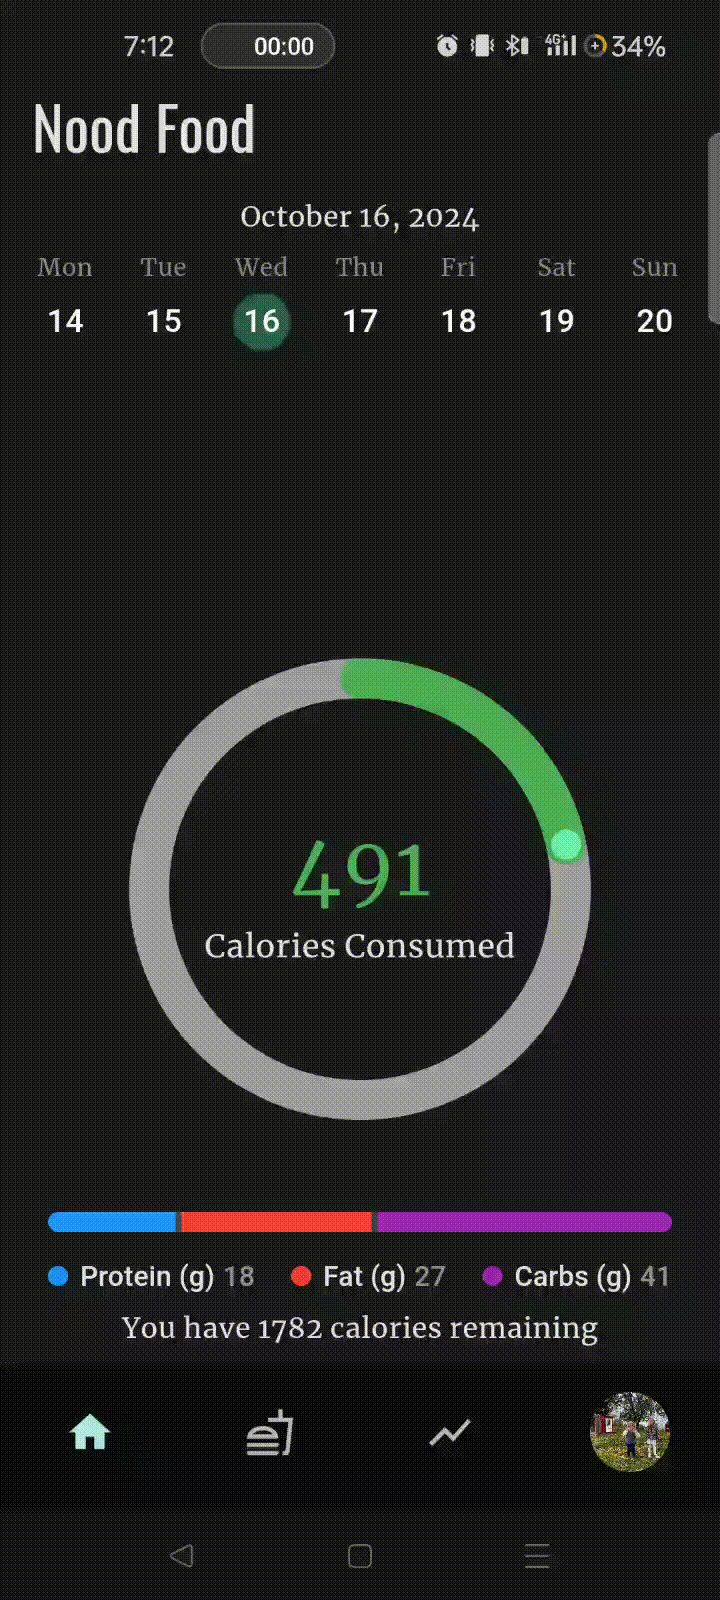 7:12 00:00 4G+ 34%
Nood Food
October 16, 2024
Mon Tue Wed Thu Fri Sat Sun
14 15 16 17 18 19 20
491
Calories Consumed
Protein (g) 18 Fat (g) 27 Carbs (g) 41
You have 1782 calories remaining